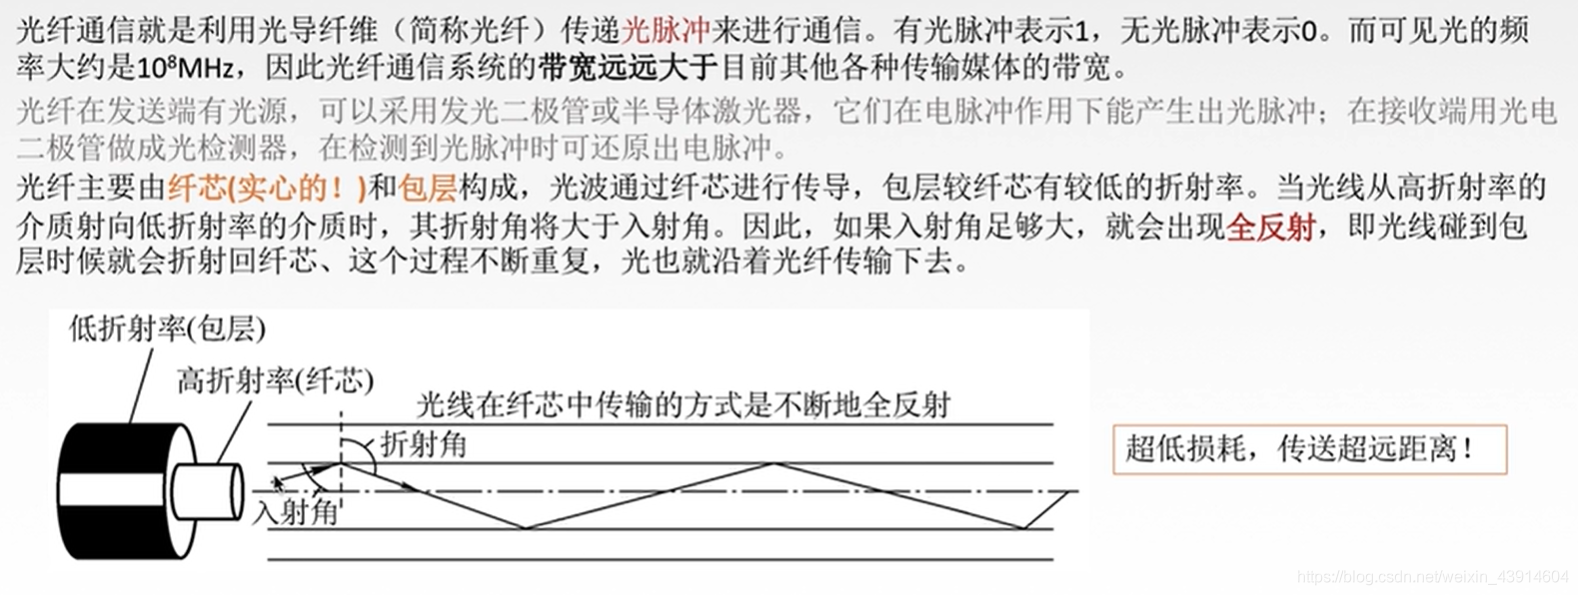 光纤通信就是利用光导纤维（简称光纤）传递光脉冲来进行通信。有光脉冲表示1，无光脉冲表示0。而可见光的频
率大约是10⁸MHz，因此光纤通信系统的带宽远远大于目前其他各种传输媒体的带宽。
光纤在发送端有光源，可以采用发光二极管或半导体激光器，它们在电脉冲作用下能产生出光脉冲；在接收端用光电
二极管做成光检测器，在检测到光脉冲时可还原出电脉冲。
光纤主要由纤芯(实心的！)和包层构成，光波通过纤芯进行传导，包层较纤芯有较低的折射率。当光线从高折射率的
介质射向低折射率的介质时，其折射角将大于入射角。因此，如果入射角足够大，就会出现全反射，即光线碰到包
层时候就会折射回纤芯、这个过程不断重复，光也就沿着光纤传输下去。
低折射率(包层)
高折射率(纤芯)
光线在纤芯中传输的方式是不断地全反射
折射角
入射角
超低损耗，传送超远距离！
https://blog.csdn.net/weixin_43914604